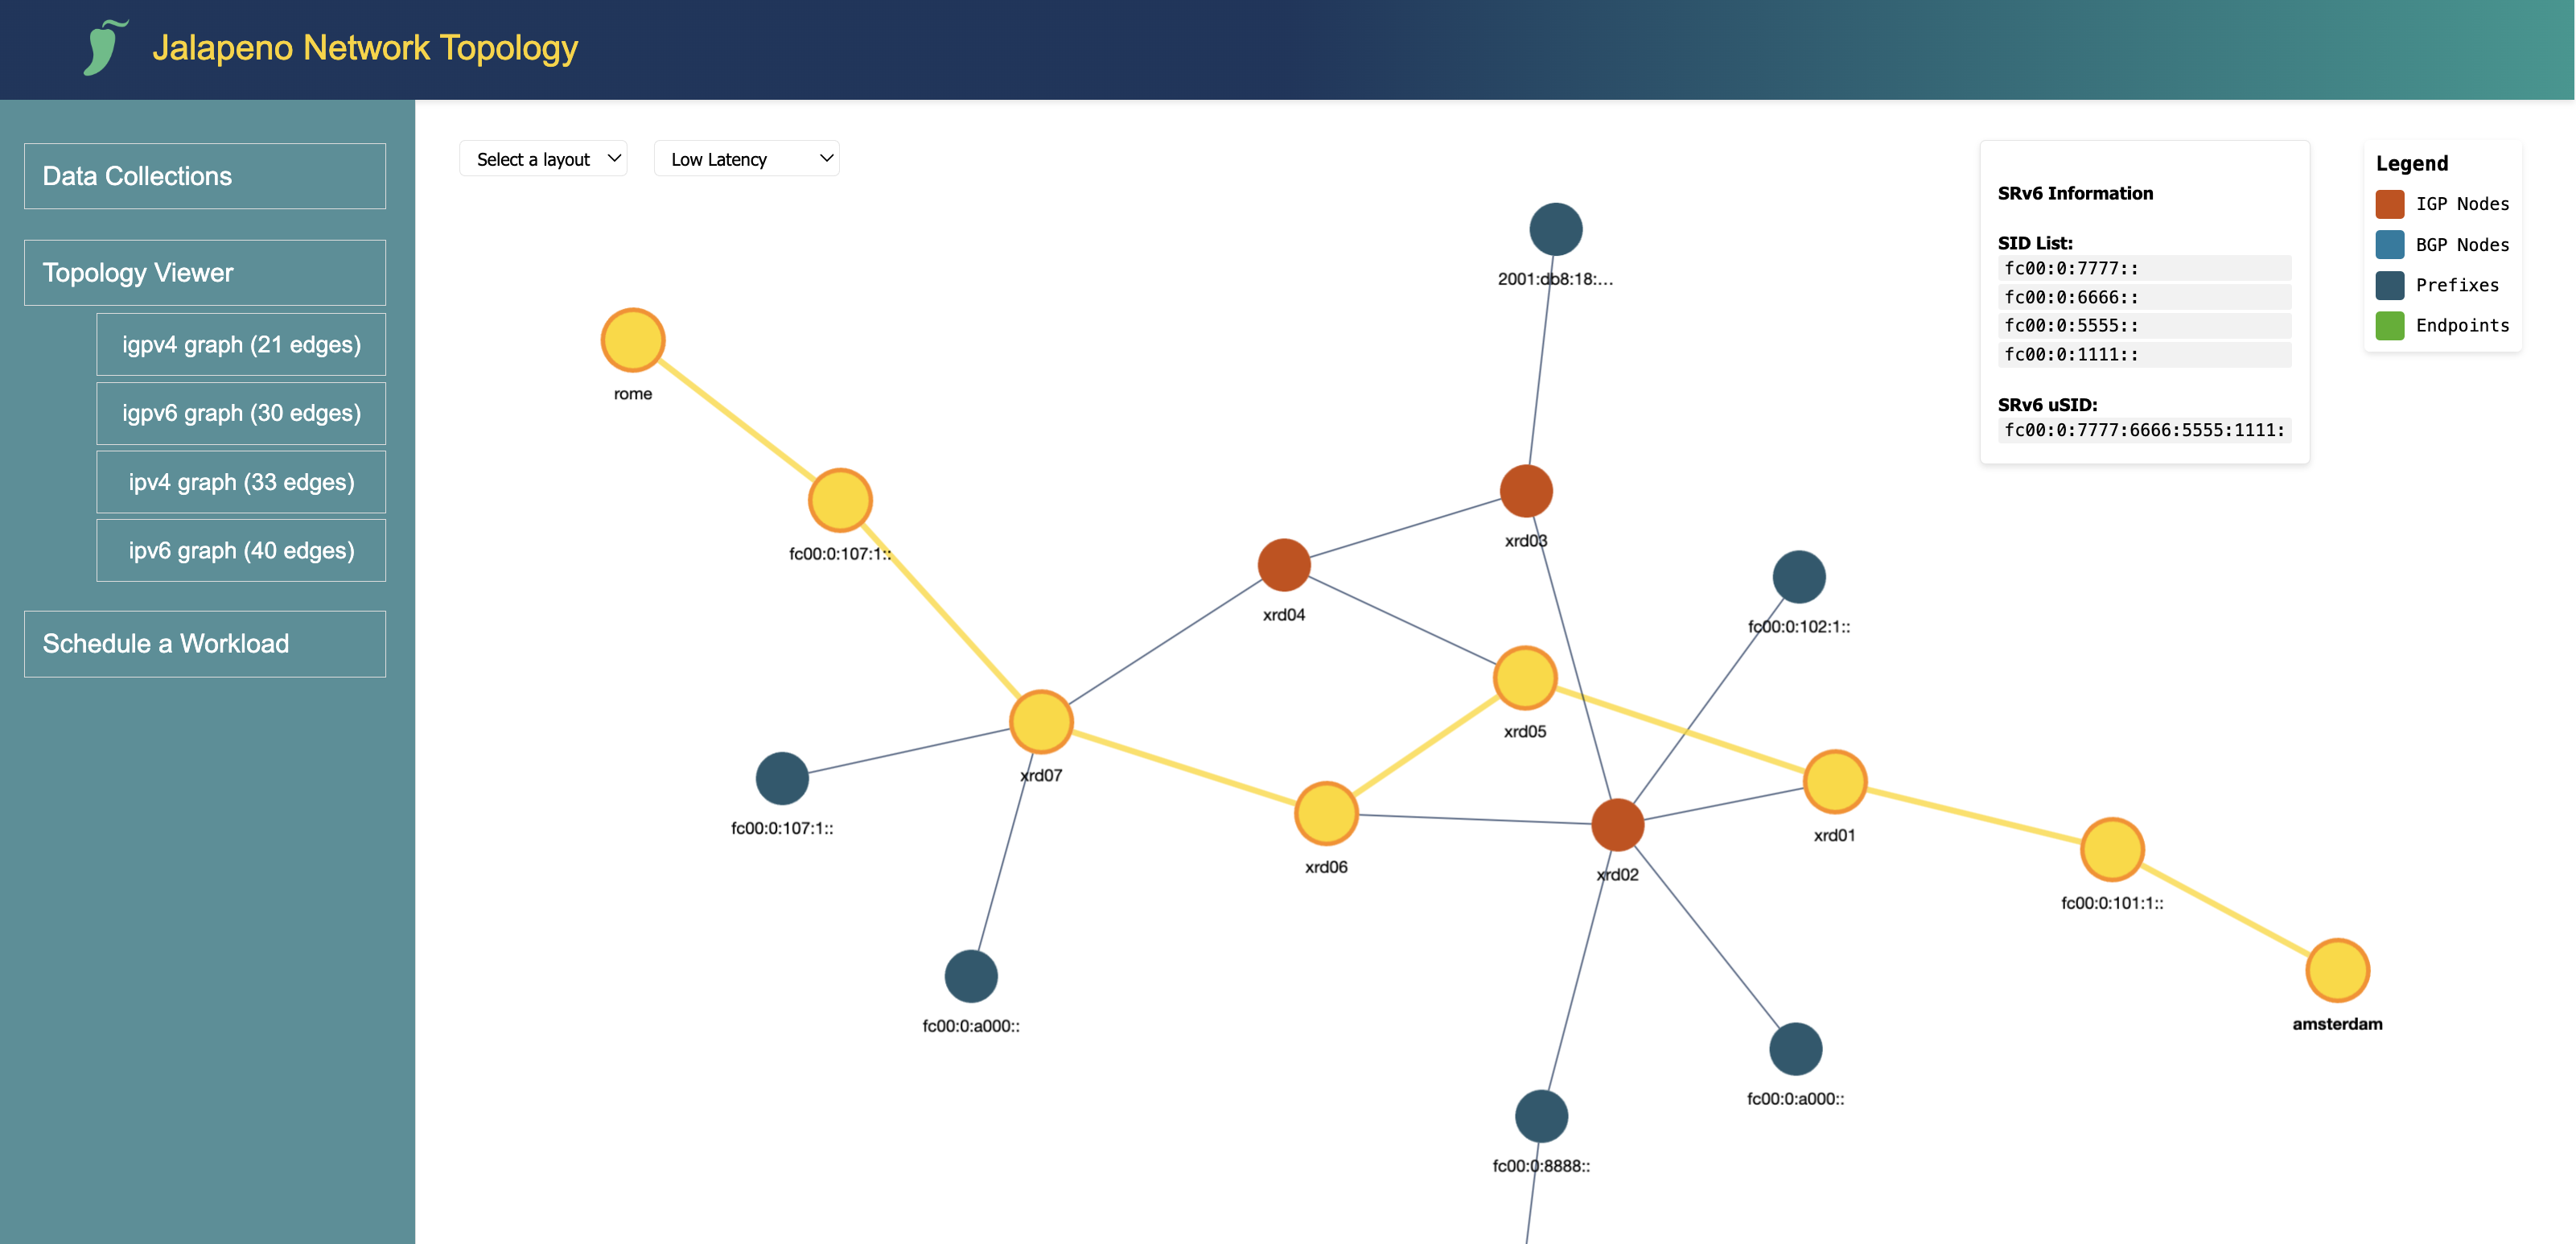 Jalapeno Network Topology
Data Collections
Topology Viewer
igpv4 graph (21 edges)
igpv6 graph (30 edges)
ipv4 graph (33 edges)
ipv6 graph (40 edges)
Schedule a Workload
Select a layout
Low Latency
SRv6 Information
SID List:
fc00:0:7777::
fc00:0:6666::
fc00:0:5555::
fc00:0:1111::
SRv6 uSID:
fc00:0:7777:6666:5555:1111:
Legend
IGP Nodes
BGP Nodes
Prefixes
Endpoints
2001:db8:18:...
rome
fc00:0:107:1::
xrd03
xrd04
fc00:0:102:1::
xrd05
xrd07
fc00:0:107:1::
xrd06
xrd02
xrd01
fc00:0:101:1::
amsterdam
fc00:0:a000::
fc00:0:a000::
fc00:0:8888::